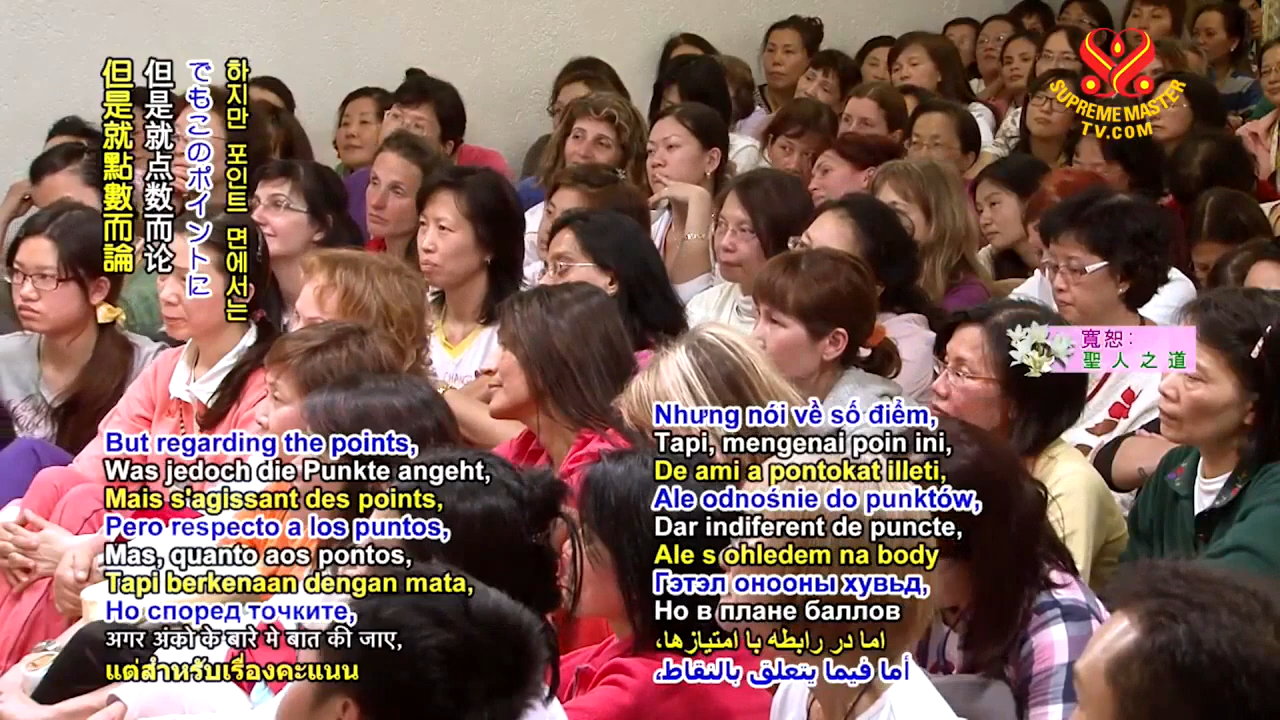 하지만 포인트 면에서는
でもこのポイントに
但是就点数而论
但是就點數而論
SUPREME MASTER
TV.COM
寬恕：
聖人之道
But regarding the points,
Was jedoch die Punkte angeht,
Mais s'agissant des points,
Pero respecto a los puntos,
Mas, quanto aos pontos,
Tapi berkenaan dengan mata,
Но според точките,
अगर अंको के बारे मे बात की जाए,
แต่สำหรับเรื่องคะแนน
Nhưng nói về số điểm,
Tapi, mengenai poin ini,
De ami a pontokat illeti,
Ale odnośnie do punktów,
Dar indiferent de puncte,
Ale s ohledem na body
Гэтэл онооны хувьд,
Но в плане баллов
اما در رابطه با امتیازها،
أما فيما يتعلق بالنقاط،